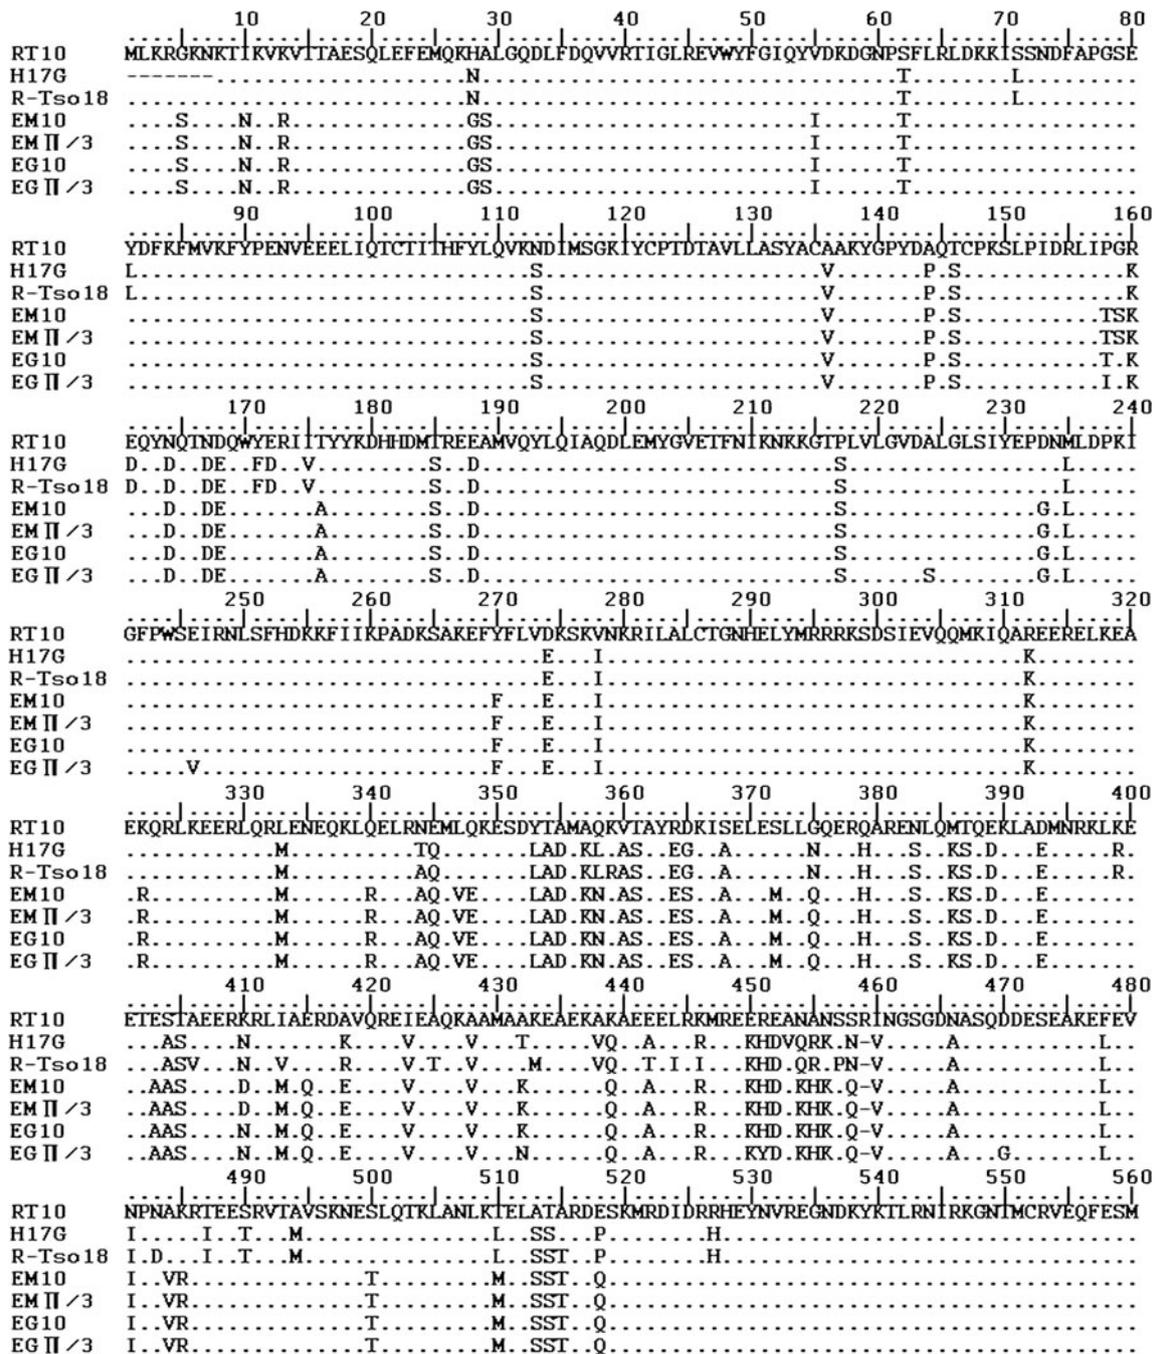 10 20 30 40 50 60 70 80
RT10 MLKRGKNKTIKVKVTTAESQLEFEMQKHALGQDLFDQVVRTIGLREVWYFGIQYVDKDGNPSFLRLDKKISSNDFAPGSE
H17G -------....................N.................................T........L.........
R-Tso18 ...........................N.................................T........L.........
EM10 ....S....N..R..............GS.........................I......T..................
EMⅡ/3 ....S....N..R..............GS.........................I......T..................
EG10 ....S....N..R..............GS.........................I......T..................
EGⅡ/3 ....S....N..R..............GS.........................I......T..................
90 100 110 120 130 140 150 160
RT10 YDFKFMVKFYPENVEEELIQTCTITHFYLQVKNDIMSGKIYCPTDTAVLLASYACAAKYGPYDAQTCPKSLPIDRLIPGR
H17G L...............................S......................V.......P.S.............K
R-Tso18 L...............................S......................V.......P.S.............K
EM10 ................................S......................V.......P.S...........TSK
EMⅡ/3 ................................S......................V.......P.S...........TSK
EG10 ................................S......................V.......P.S...........T.K
EGⅡ/3 ................................S......................V.......P.S...........I.K
170 180 190 200 210 220 230 240
RT10 EQYNQTNDQWYERIITYYKDHHDMTREEAMVQYLQIAQDLEMYGVETFNIKNKKGTPLVLGVDALGLSIYEPDNMLDPKI
H17G D..D..DE..FD..V.........S..D............................S.................L.....
R-Tso18 D..D..DE..FD..V.........S..D............................S.................L.....
EM10 ...D..DE.......A........S..D............................S...............G.L.....
EMⅡ/3 ...D..DE.......A........S..D............................S...............G.L.....
EG10 ...D..DE.......A........S..D............................S...............G.L.....
EGⅡ/3 ...D..DE.......A........S..D............................S......S........G.L.....
250 260 270 280 290 300 310 320
RT10 GFPWSEIRNLSFHDKKFIIKPADKSAKEFYFLVDKSKVNKRILALCTGNHELYMRRRKSDSIEVQQMKIQAREERELKEA
H17G .................................E...I.................................K........
R-Tso18 .................................E...I.................................K........
EM10 .............................F...E...I.................................K........
EMⅡ/3 .............................F...E...I.................................K........
EG10 .............................F...E...I.................................K........
EGⅡ/3 .....V.......................F...E...I.................................K........
330 340 350 360 370 380 390 400
RT10 EKQRLKEERLQRLENEQKLQELRNEMLQKESDYTAMAQKVTAYRDKISELESLLGQERQARENLQMTQEKLADMNRKLKE
H17G ............M..........TQ.......LAD.KL.AS..EG..A......N...H...S..KS.D...E.....R.
R-Tso18 ............M..........AQ.......LAD.KLRAS..EG..A......N...H...S..KS.D...E.....R.
EM10 .R..........M......R...AQ.VE....LAD.KN.AS..ES..A...M..Q...H...S..KS.D...E.......
EMⅡ/3 .R..........M......R...AQ.VE....LAD.KN.AS..ES..A...M..Q...H...S..KS.D...E.......
EG10 .R..........M......R...AQ.VE....LAD.KN.AS..ES..A...M..Q...H...S..KS.D...E.......
EGⅡ/3 .R..........M......R...AQ.VE....LAD.KN.AS..ES..A...M..Q...H...S..KS.D...E.......
410 420 430 440 450 460 470 480
RT10 ETESTAEERKRLIAERDAVQREIEAQKAAMAAKEAEKAKAEEELRKMREEREANANSSRINGSGDNASQDDESEAKEFEV
H17G ...AS....N.......K....V....V...T.....VQ..A...R...KHDVQRK.N-V.....A...........L..
R-Tso18 ...ASV...N..V....R....V.T..V....M....VQ..T.I.I...KHD.QR.PN-V.....A...........L..
EM10 ..AAS....D..M.Q..E....V....V...K......Q..A...R...KHD.KHK.Q-V.....A...........L..
EMⅡ/3 ..AAS....D..M.Q..E....V....V...K......Q..A...R...KHD.KHK.Q-V.....A...........L..
EG10 ..AAS....N..M.Q..E....V....V...K......Q..A...R...KHD.KHK.Q-V.....A...........L..
EGⅡ/3 ..AAS....N..M.Q..E....V....V...N......Q..A...R...KYD.KHK.Q-V.....A...G.......L..
490 500 510 520 530 540 550 560
RT10 NPNAKRTEESRVTAVSKNESLQTKLANLKTELATARDESKMRDIDRRHEYNVREGNDKYKTLRNIRKGNTMCRVEQFESM
H17G I.....I..T...M...............L..SS...P........H.................................
R-Tso18 I.D...I..T...M...............L..SST..P........H.................................
EM10 I..VR..............T.........M..SST..Q..........................................
EMⅡ/3 I..VR..............T.........M..SST..Q..........................................
EG10 I..VR..............T.........M..SST..Q..........................................
EGⅡ/3 I..VR..............T.........M..SST..Q..........................................